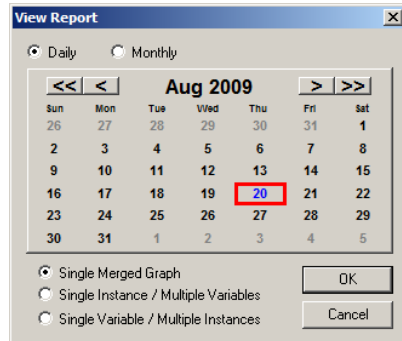 View Report
Daily Monthly
<< < Aug 2009 > >>
Sun Mon Tue Wed Thu Fri Sat
26 27 28 29 30 31 1
2 3 4 5 6 7 8
9 10 11 12 13 14 15
16 17 18 19 20 21 22
23 24 25 26 27 28 29
30 31 1 2 3 4 5
Single Merged Graph
Single Instance / Multiple Variables
Single Variable / Multiple Instances
OK
Cancel